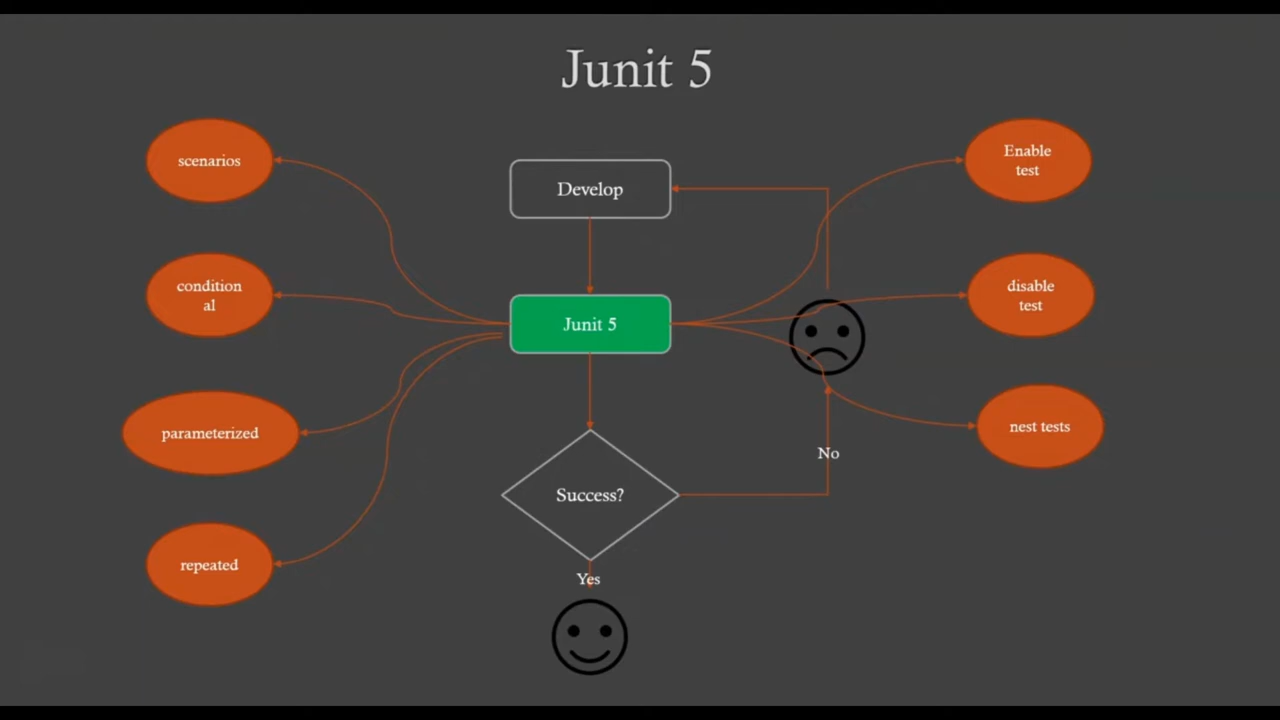 Junit 5
scenarios
Develop
Enable
test
condition
al
Junit 5
disable
test
parameterized
nest tests
No
Success?
repeated
Yes